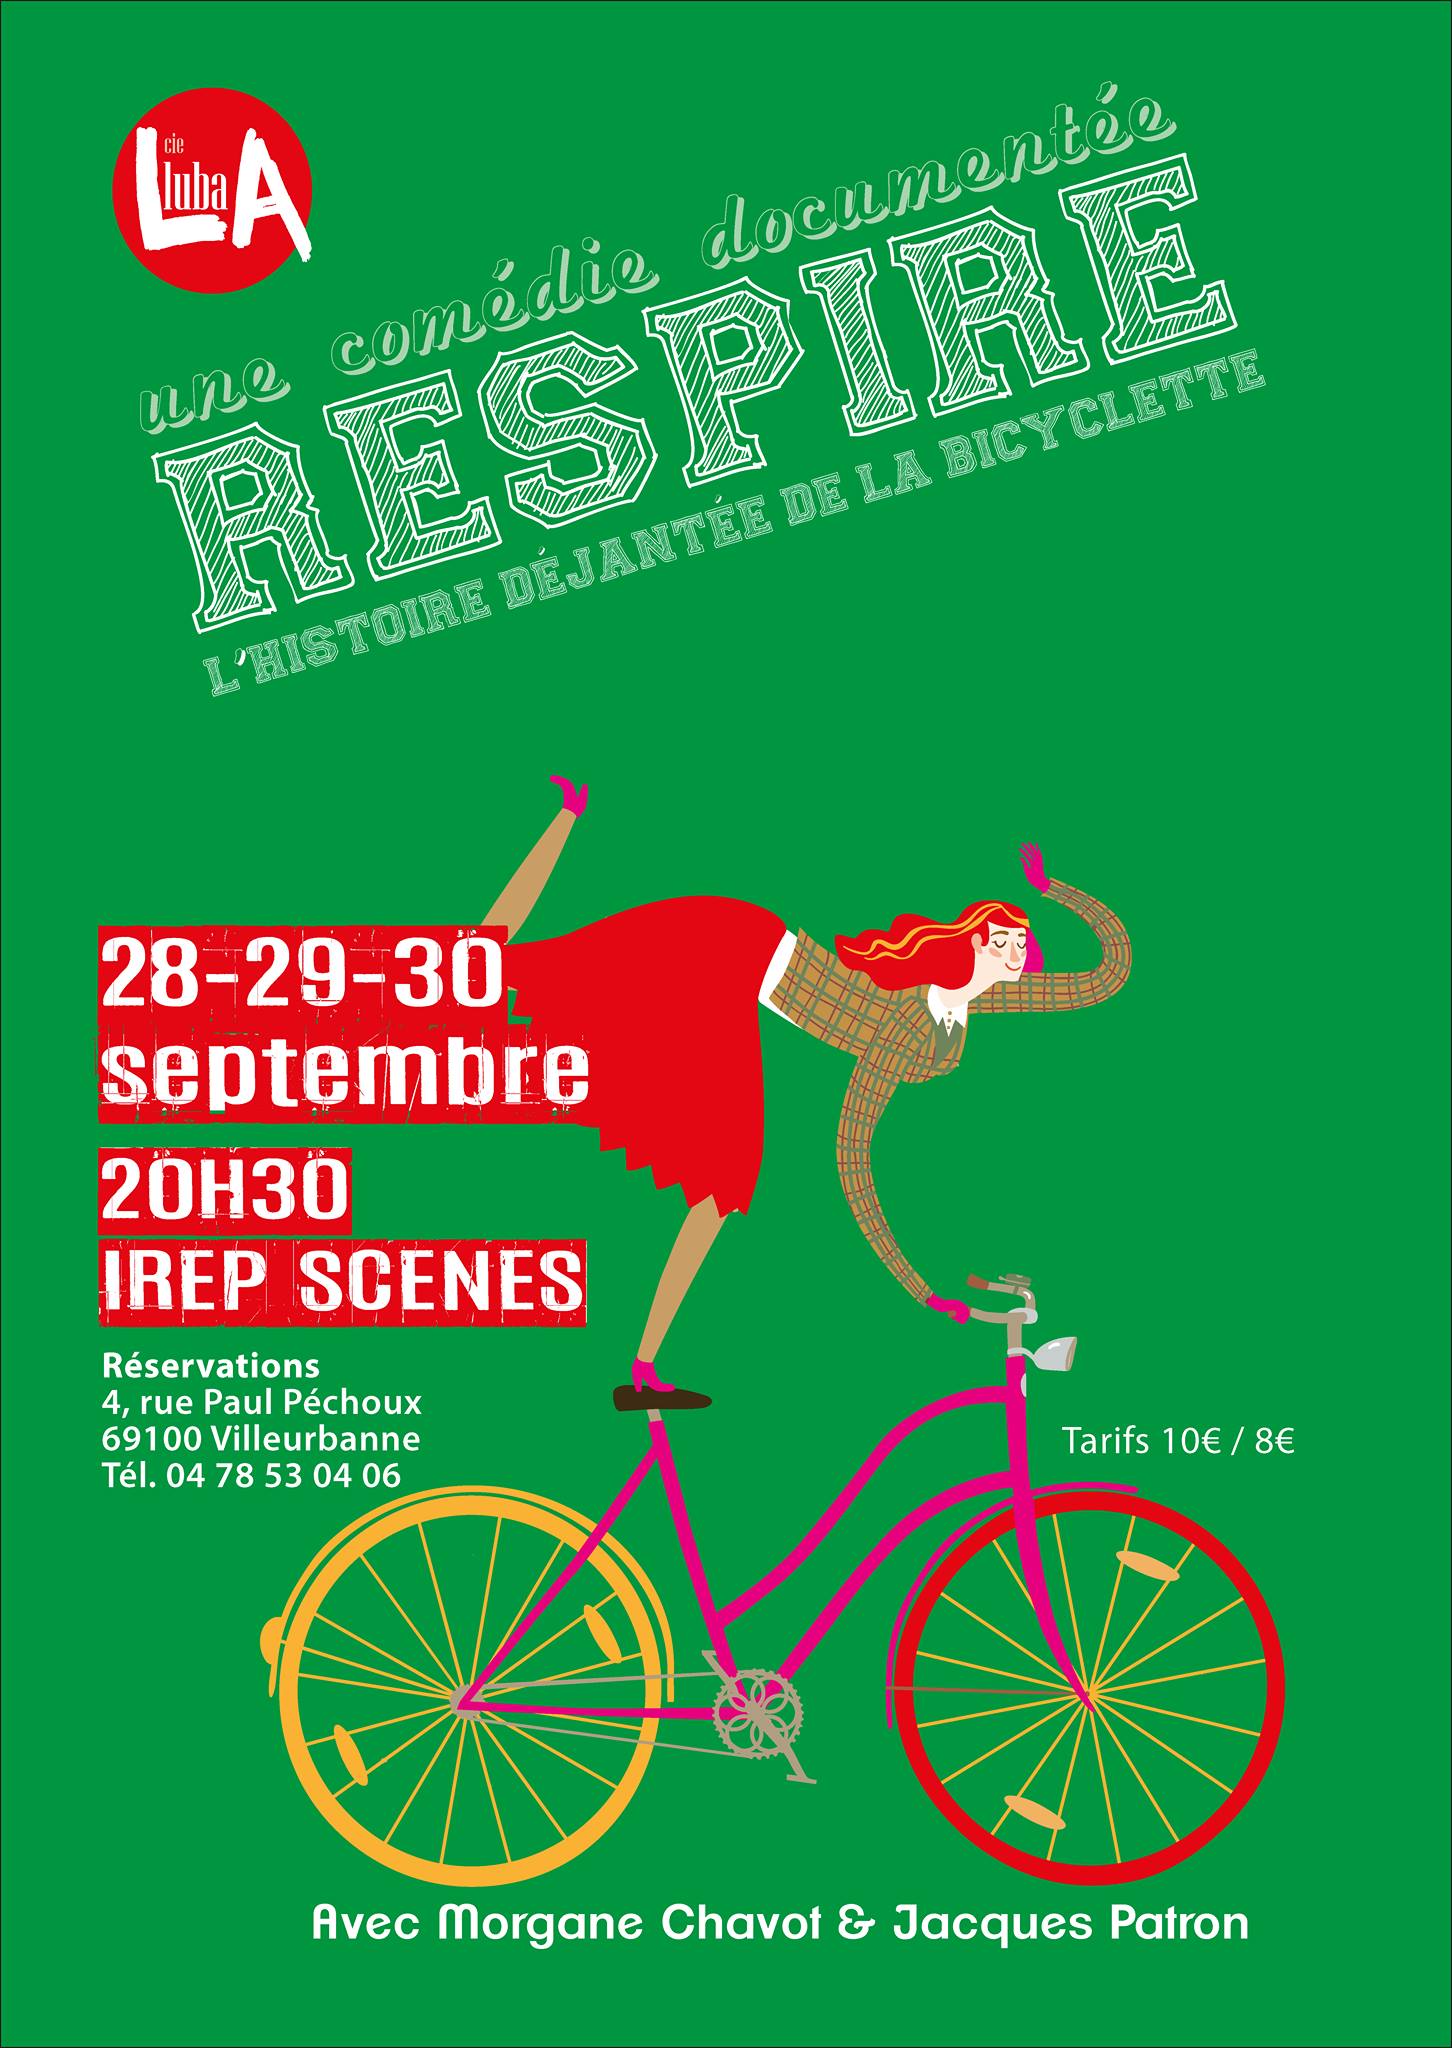 cie
LA
luba
une comédie documentée
RESPIRE
L'HISTOIRE DÉJANTÉE DE LA BICYCLETTE
28-29-30
septembre
20H30
IREP SCENES
Réservations
4, rue Paul Péchoux
69100 Villeurbanne
Tél. 04 78 53 04 06
Tarifs 10€ / 8€
Avec Morgane Chavot & Jacques Patron